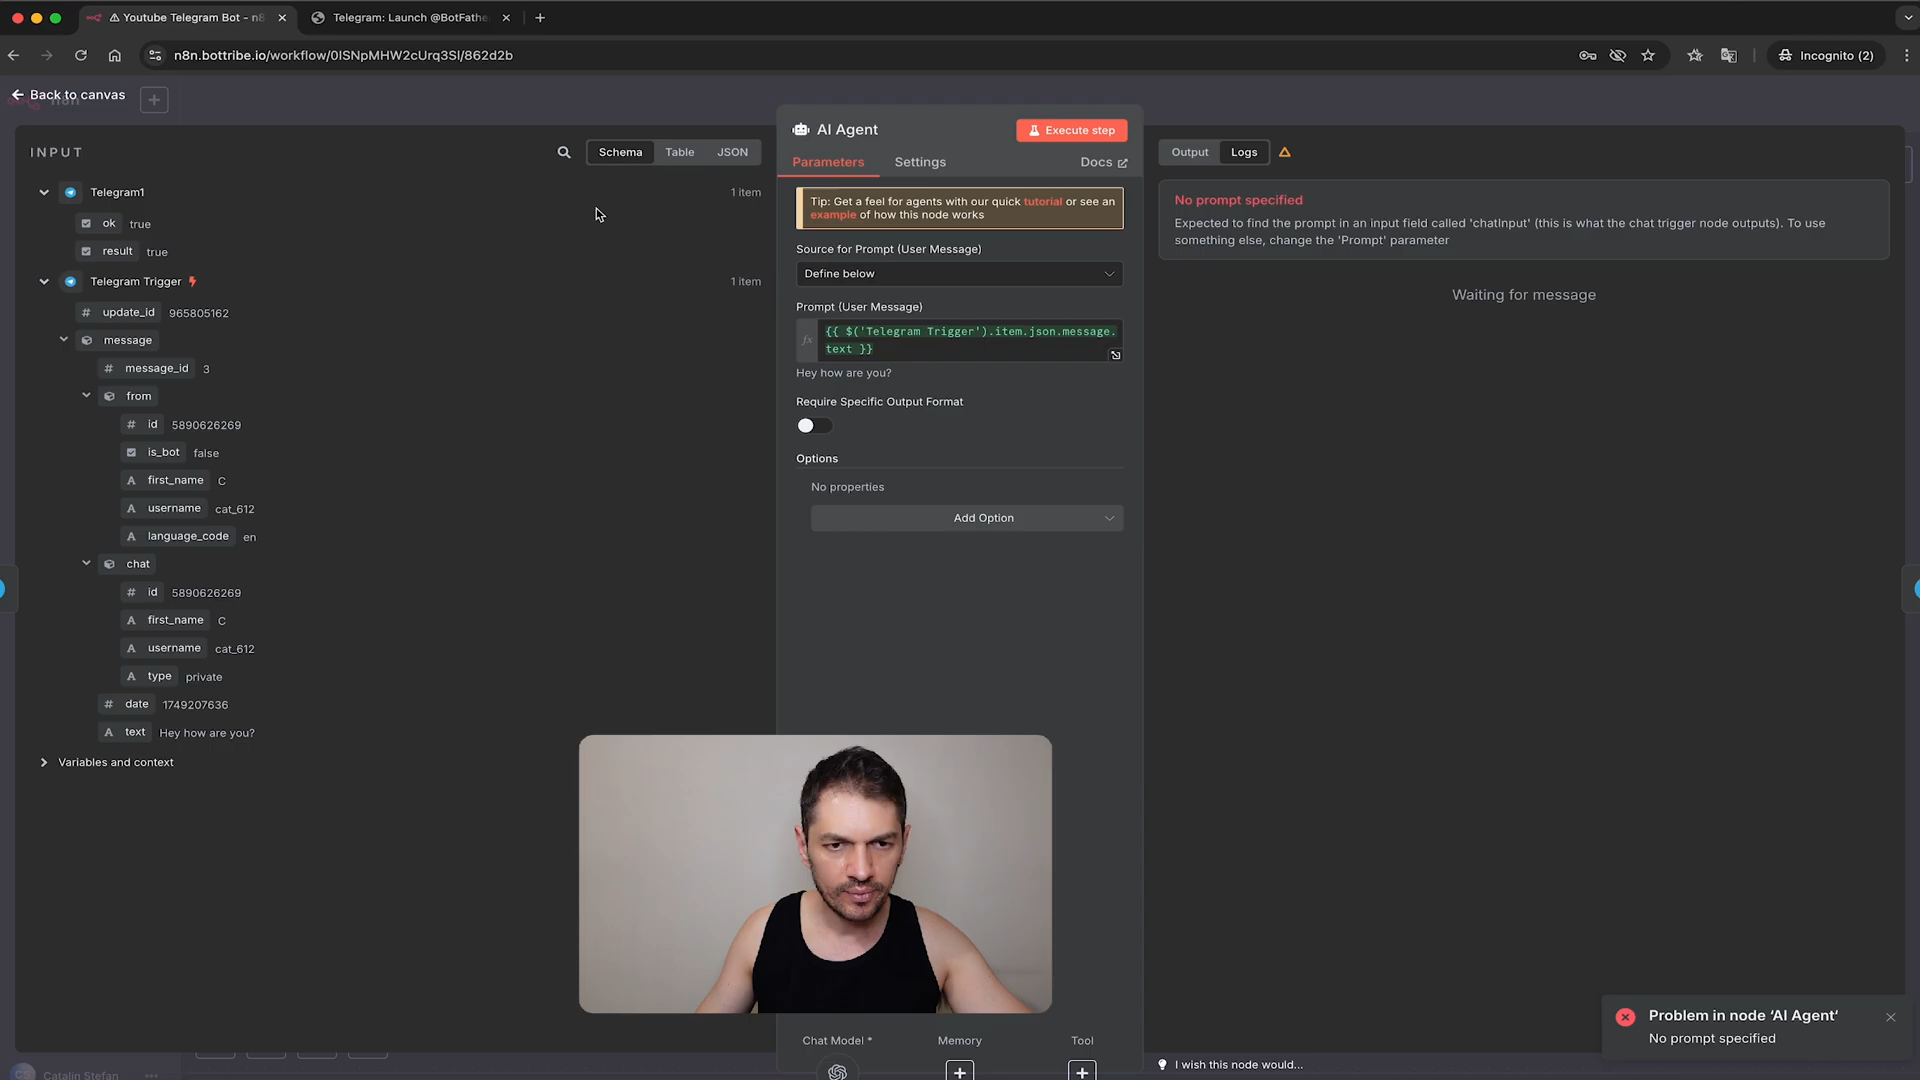 Youtube Telegram Bot - n8
Telegram: Launch @BotFathe
n8n.bottribe.io/workflow/0ISNpMHW2cUrq3Sl/862d2b
Incognito (2)
Back to canvas
AI Agent
Execute step
INPUT
Schema
Table
JSON
Parameters
Settings
Docs
Output
Logs
Telegram1
1 item
ok true
result true
Telegram Trigger
1 item
# update_id 965805162
message
# message_id 3
from
# id 5890626269
is_bot false
A first_name C
A username cat_612
A language_code en
chat
# id 5890626269
A first_name C
A username cat_612
A type private
# date 1749207636
A text Hey how are you?
Variables and context
Tip: Get a feel for agents with our quick tutorial or see an
example of how this node works
Source for Prompt (User Message)
Define below
Prompt (User Message)
fx {{ $('Telegram Trigger').item.json.message.
text }}
Hey how are you?
Require Specific Output Format
Options
No properties
Add Option
Chat Model *
Memory
Tool
No prompt specified
Expected to find the prompt in an input field called 'chatInput' (this is what the chat trigger node outputs). To use
something else, change the 'Prompt' parameter
Waiting for message
Problem in node ‘AI Agent‘
No prompt specified
I wish this node would...
Catalin Stefan